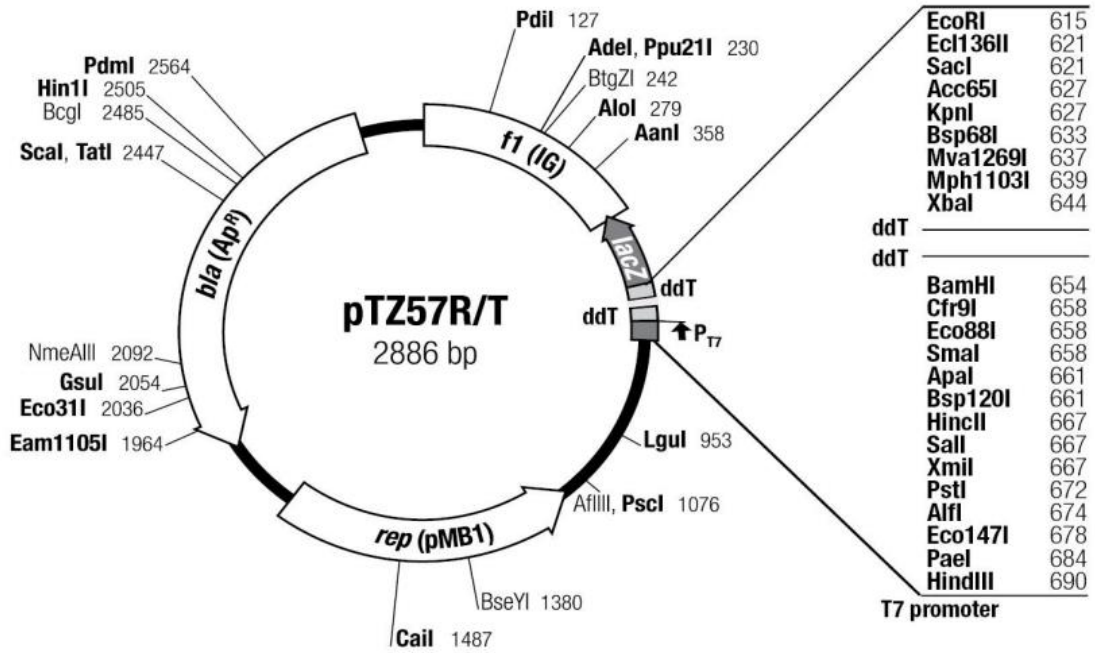 PdiI 127
AdeI, Ppu21I 230
BtgZI 242
AloI 279
AanI 358
PdmI 2564
Hin1I 2505
BcgI 2485
ScaI, TatI 2447
f1 (IG)
lacZ
bla (ApR)
ddT
ddT
PT7
pTZ57R/T
2886 bp
NmeAIII 2092
GsuI 2054
Eco31I 2036
Eam1105I 1964
LguI 953
AflIII, PscI 1076
rep (pMB1)
BseYI 1380
CaiI 1487
EcoRI 615
Ecl136II 621
SacI 621
Acc65I 627
KpnI 627
Bsp68I 633
Mva1269I 637
Mph1103I 639
XbaI 644
ddT
ddT
BamHI 654
Cfr9I 658
Eco88I 658
SmaI 658
ApaI 661
Bsp120I 661
HincII 667
SalI 667
XmiI 667
PstI 672
AlfI 674
Eco147I 678
PaeI 684
HindIII 690
T7 promoter